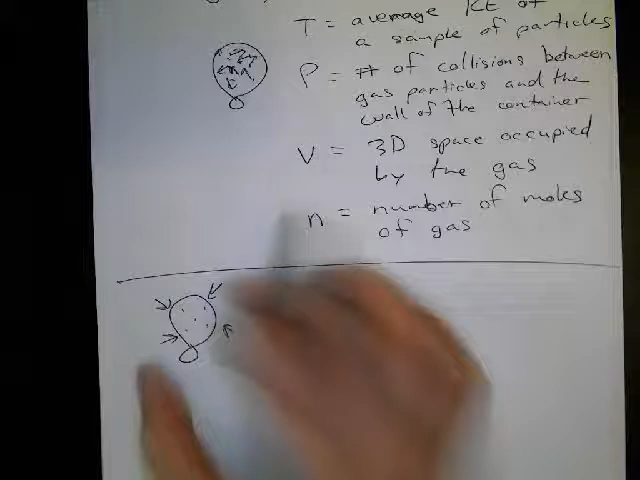 T = average KE of
a sample of particles
P = # of collisions between
gas particles and the
wall of the container
V = 3D space occupied
by the gas
n = number of moles
of gas